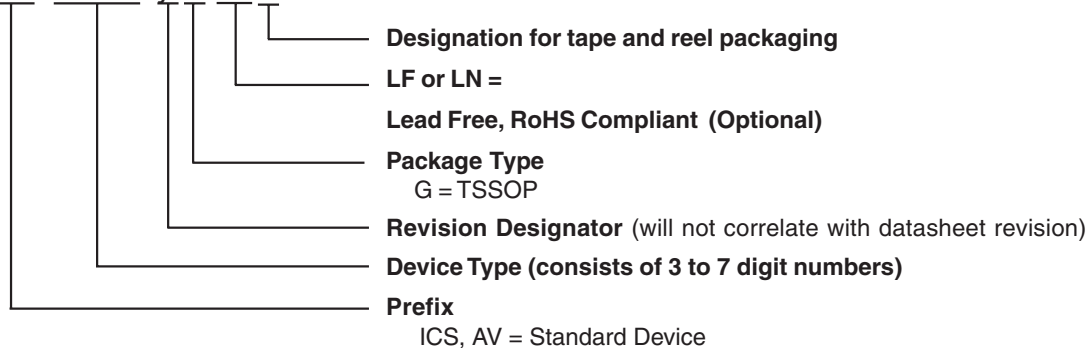 Designation for tape and reel packaging
LF or LN =
Lead Free, RoHS Compliant (Optional)
Package Type
G = TSSOP
Revision Designator (will not correlate with datasheet revision)
Device Type (consists of 3 to 7 digit numbers)
Prefix
ICS, AV = Standard Device